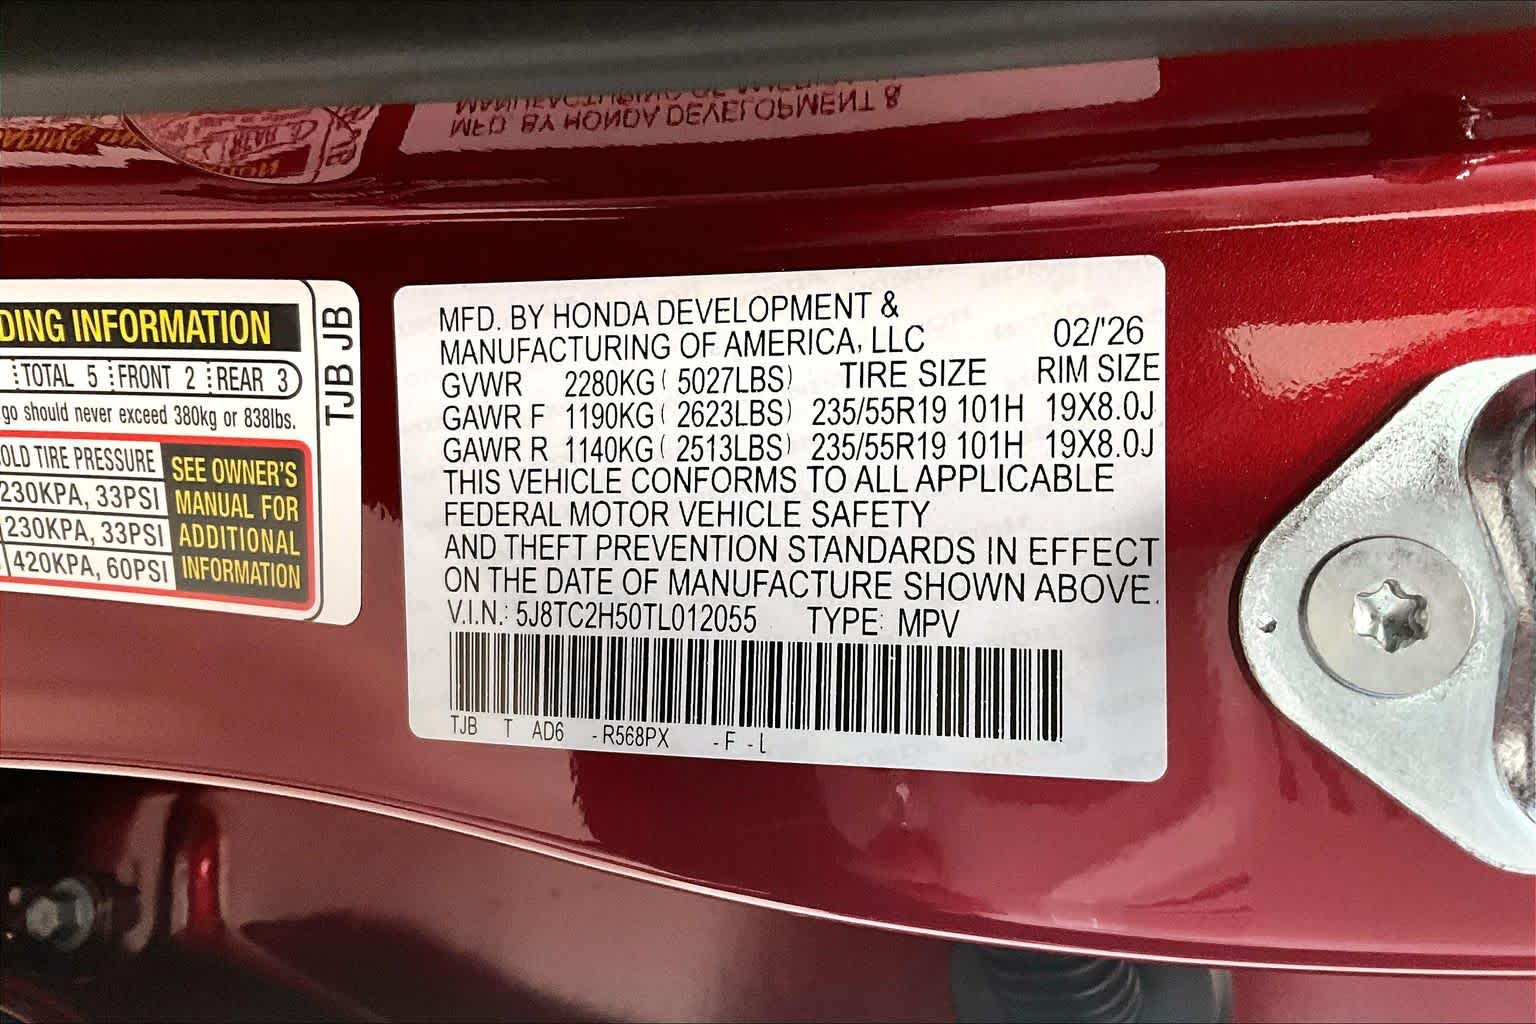 MANUFACTURING OF AMERICA
MFD. BY HONDA DEVELOPMENT &
DING INFORMATION
TOTAL 5 FRONT 2 REAR 3
go should never exceed 380kg or 838lbs.
OLD TIRE PRESSURE
230KPA, 33PSI
230KPA, 33PSI
420KPA, 60PSI
SEE OWNER'S
MANUAL FOR
ADDITIONAL
INFORMATION
TJB JB
MFD. BY HONDA DEVELOPMENT &
MANUFACTURING OF AMERICA, LLC 02/'26
GVWR 2280KG ( 5027LBS) TIRE SIZE RIM SIZE
GAWR F 1190KG ( 2623LBS) 235/55R19 101H 19X8.0J
GAWR R 1140KG ( 2513LBS) 235/55R19 101H 19X8.0J
THIS VEHICLE CONFORMS TO ALL APPLICABLE
FEDERAL MOTOR VEHICLE SAFETY
AND THEFT PREVENTION STANDARDS IN EFFECT
ON THE DATE OF MANUFACTURE SHOWN ABOVE.
V.I.N.: 5J8TC2H50TL012055 TYPE: MPV
TJB T AD6 -R568PX -F -L